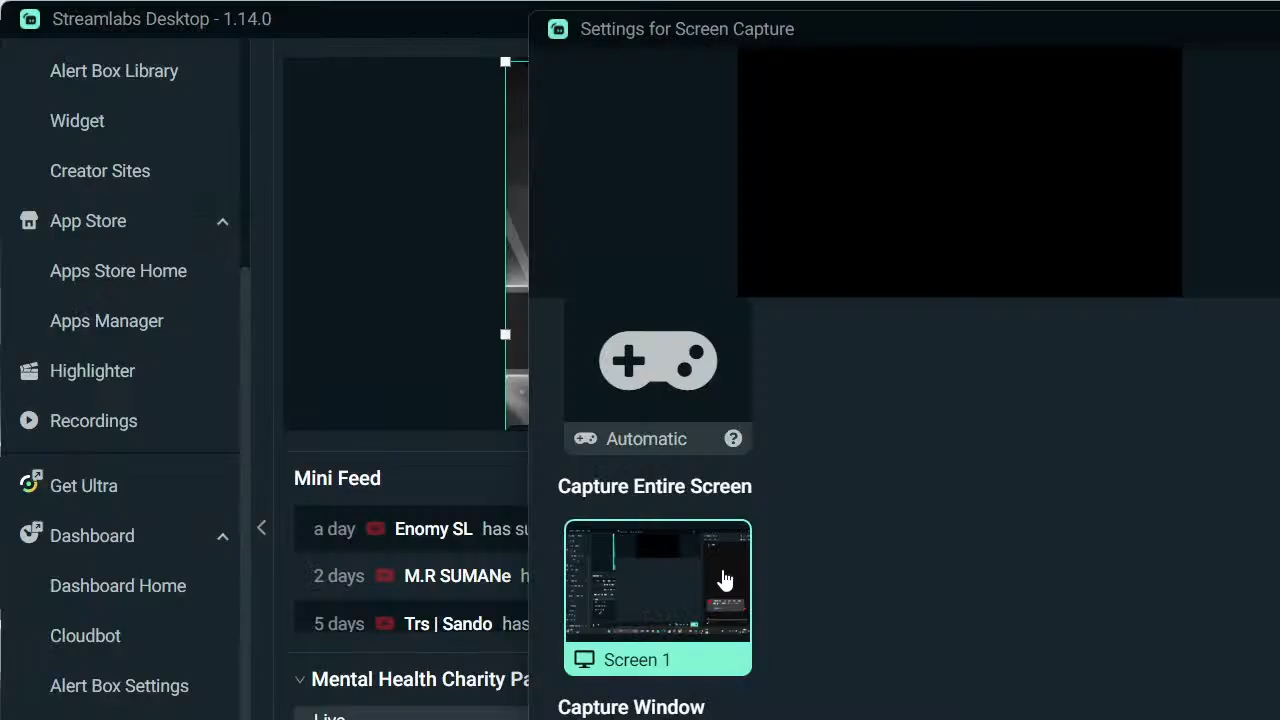 Streamlabs Desktop - 1.14.0
Alert Box Library
Widget
Creator Sites
App Store
Apps Store Home
Apps Manager
Highlighter
Recordings
Get Ultra
Dashboard
Dashboard Home
Cloudbot
Alert Box Settings
Mini Feed
a day Enomy SL has su
2 days M.R SUMANe h
5 days Trs | Sando has
Mental Health Charity Pa
Live
Settings for Screen Capture
Automatic ?
Capture Entire Screen
Screen 1
Capture Window